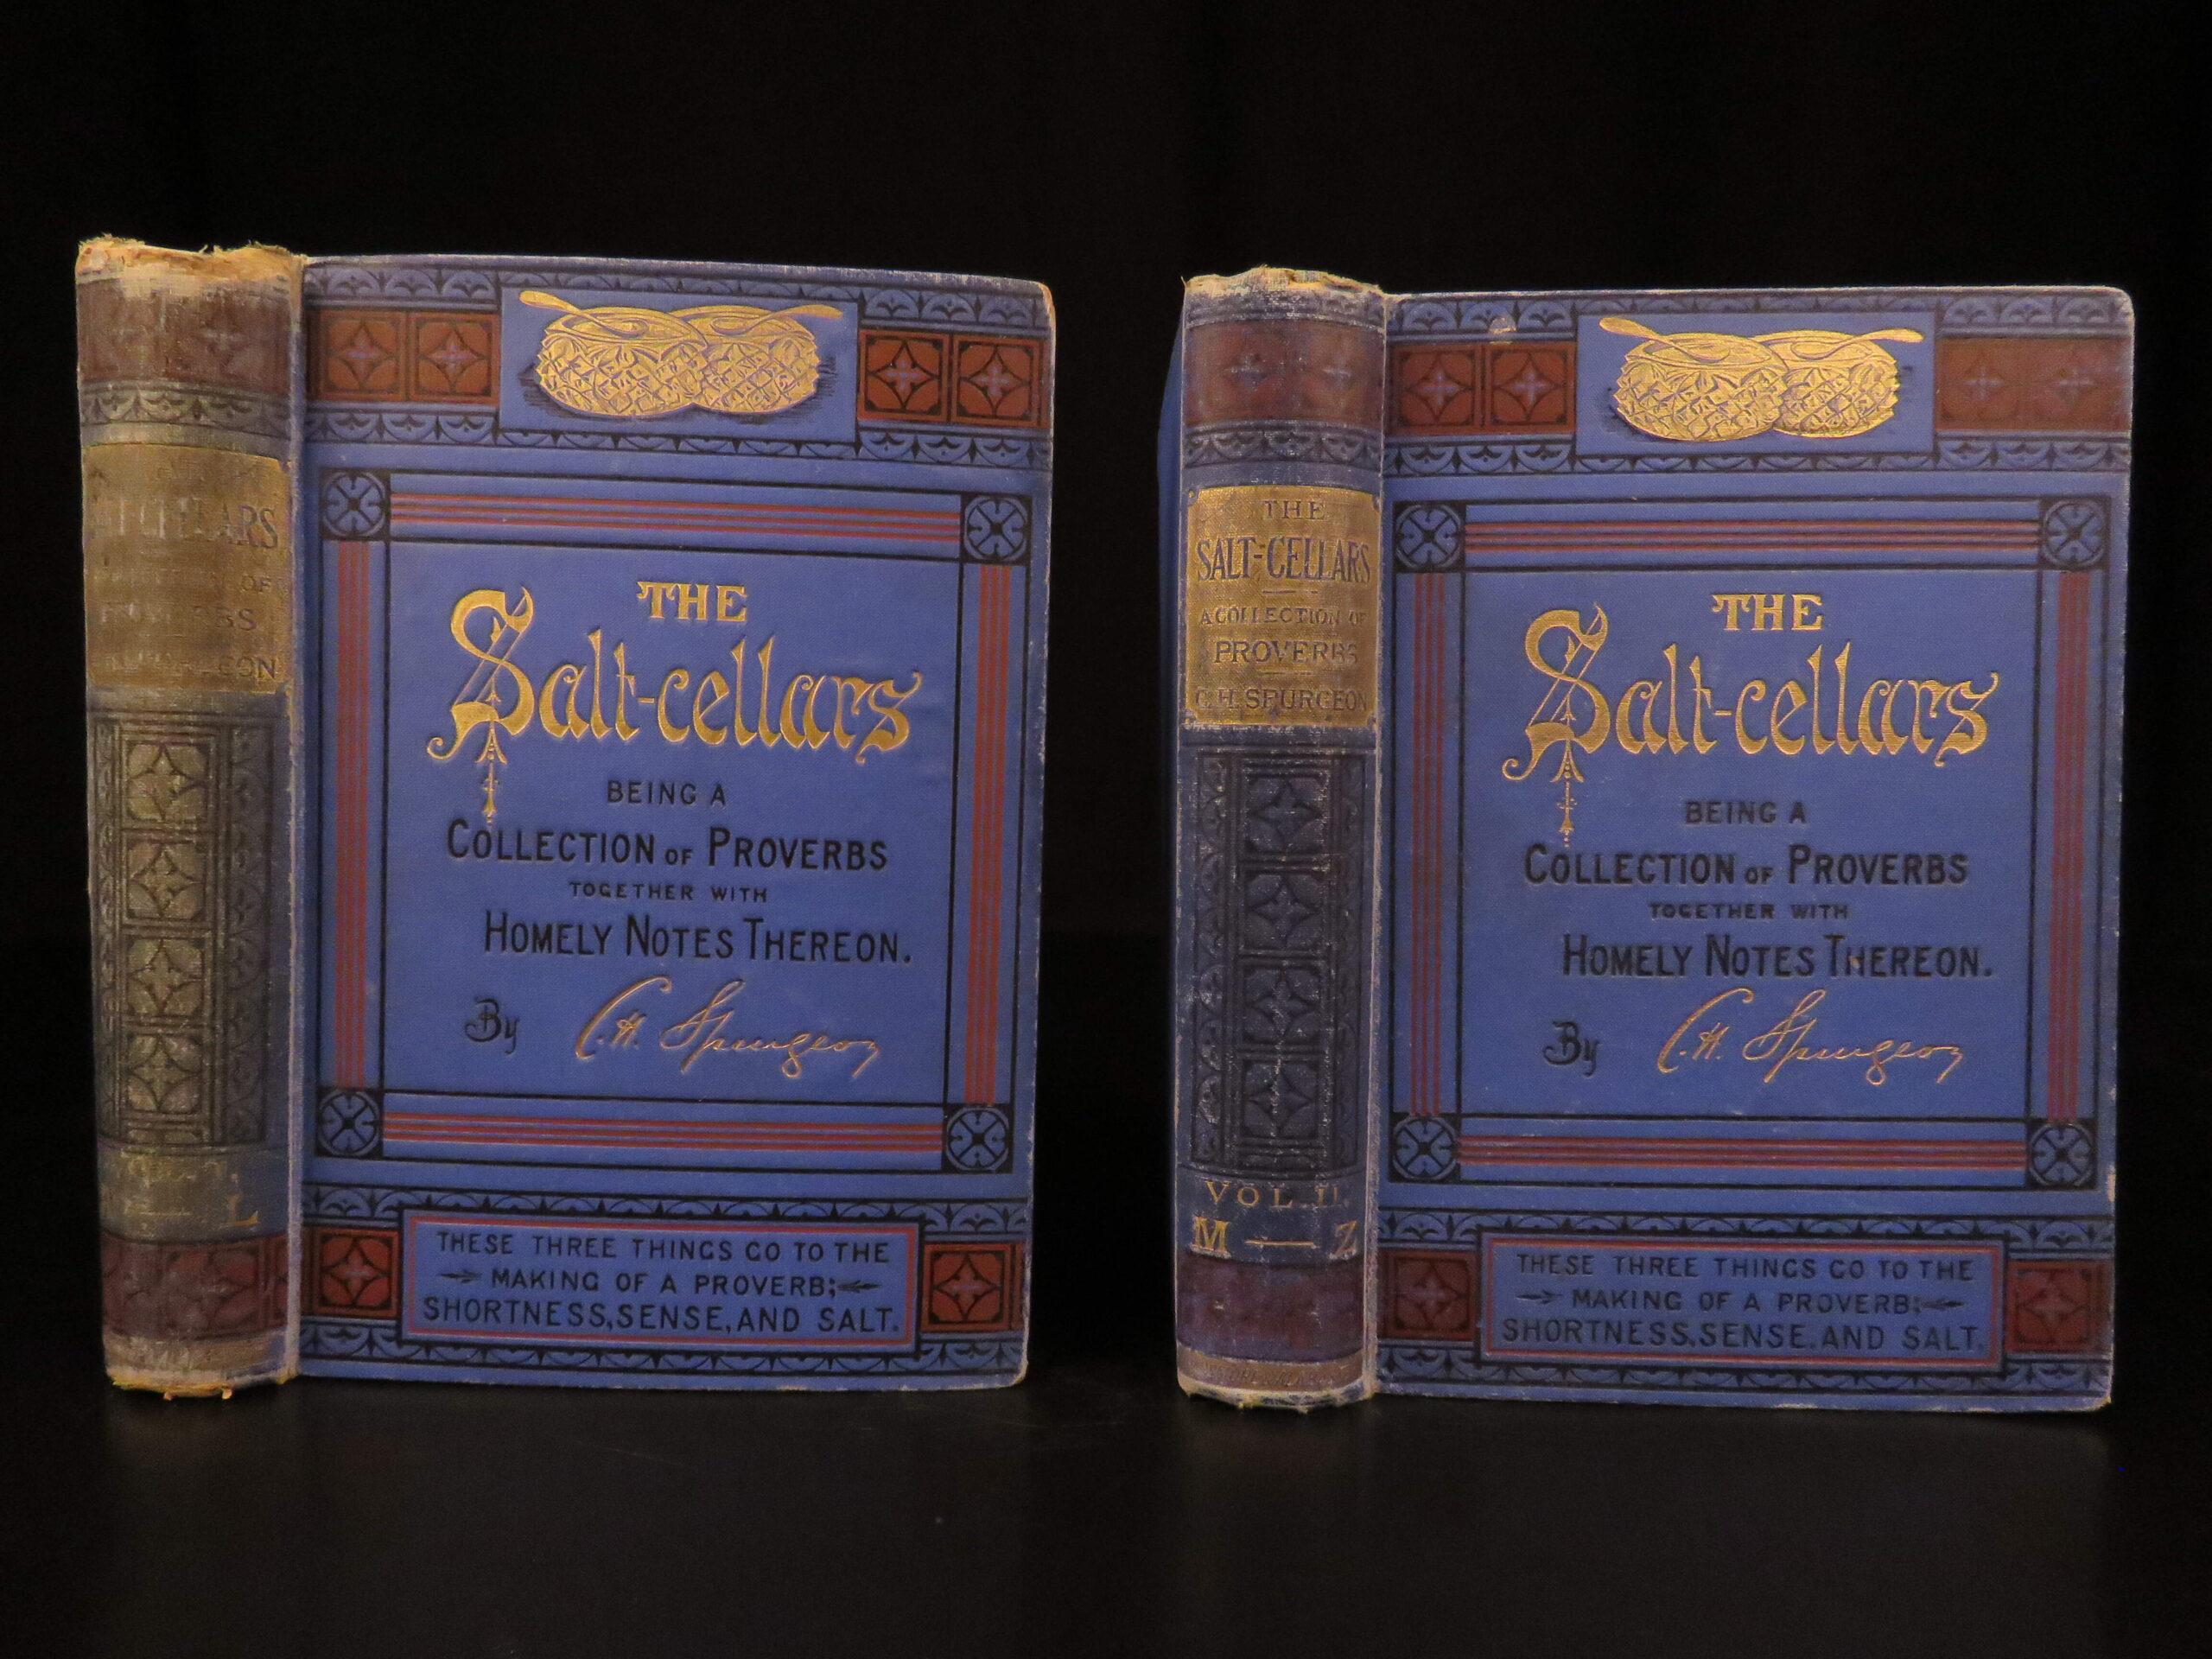 LARS
OF
PROVERBS
THE
Salt-cellars
BEING A
COLLECTION OF PROVERBS
TOGETHER WITH
HOMELY NOTES THEREON.
By C. H. Spurgeon
THESE THREE THINGS GO TO THE
MAKING OF A PROVERB;
SHORTNESS, SENSE, AND SALT.
L
THE
SALT-CELLARS
A COLLECTION OF
PROVERBS
C. H. SPURGEON
VOL. II.
M — Z
THE
Salt-cellars
BEING A
COLLECTION OF PROVERBS
TOGETHER WITH
HOMELY NOTES THEREON.
By C. H. Spurgeon
THESE THREE THINGS GO TO THE
MAKING OF A PROVERB;
SHORTNESS, SENSE, AND SALT.